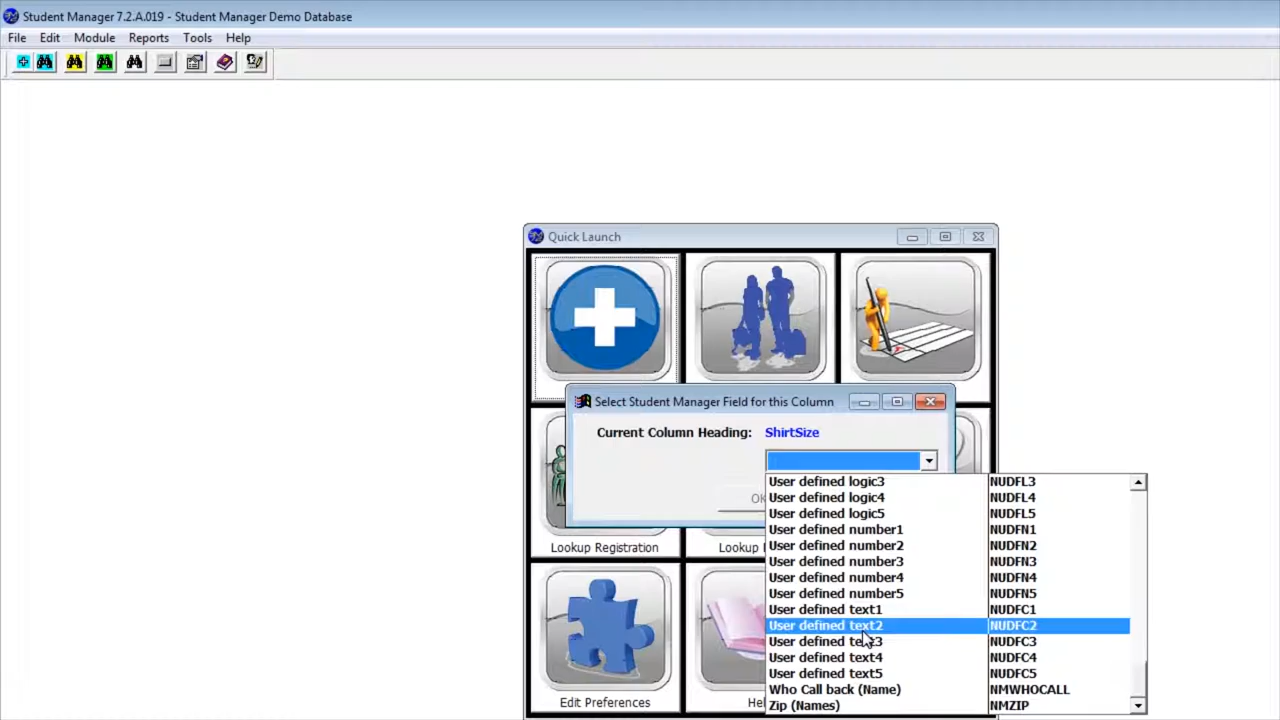 Student Manager 7.2.A.019 - Student Manager Demo Database
File Edit Module Reports Tools Help
Quick Launch
Select Student Manager Field for this Column
Current Column Heading: ShirtSize
OK
User defined logic3 NUDFL3
User defined logic4 NUDFL4
User defined logic5 NUDFL5
User defined number1 NUDFN1
User defined number2 NUDFN2
User defined number3 NUDFN3
User defined number4 NUDFN4
User defined number5 NUDFN5
User defined text1 NUDFC1
User defined text2 NUDFC2
User defined text3 NUDFC3
User defined text4 NUDFC4
User defined text5 NUDFC5
Who Call back (Name) NMWHOCALL
Zip (Names) NMZIP
Lookup Registration Lookup
Edit Preferences Hel